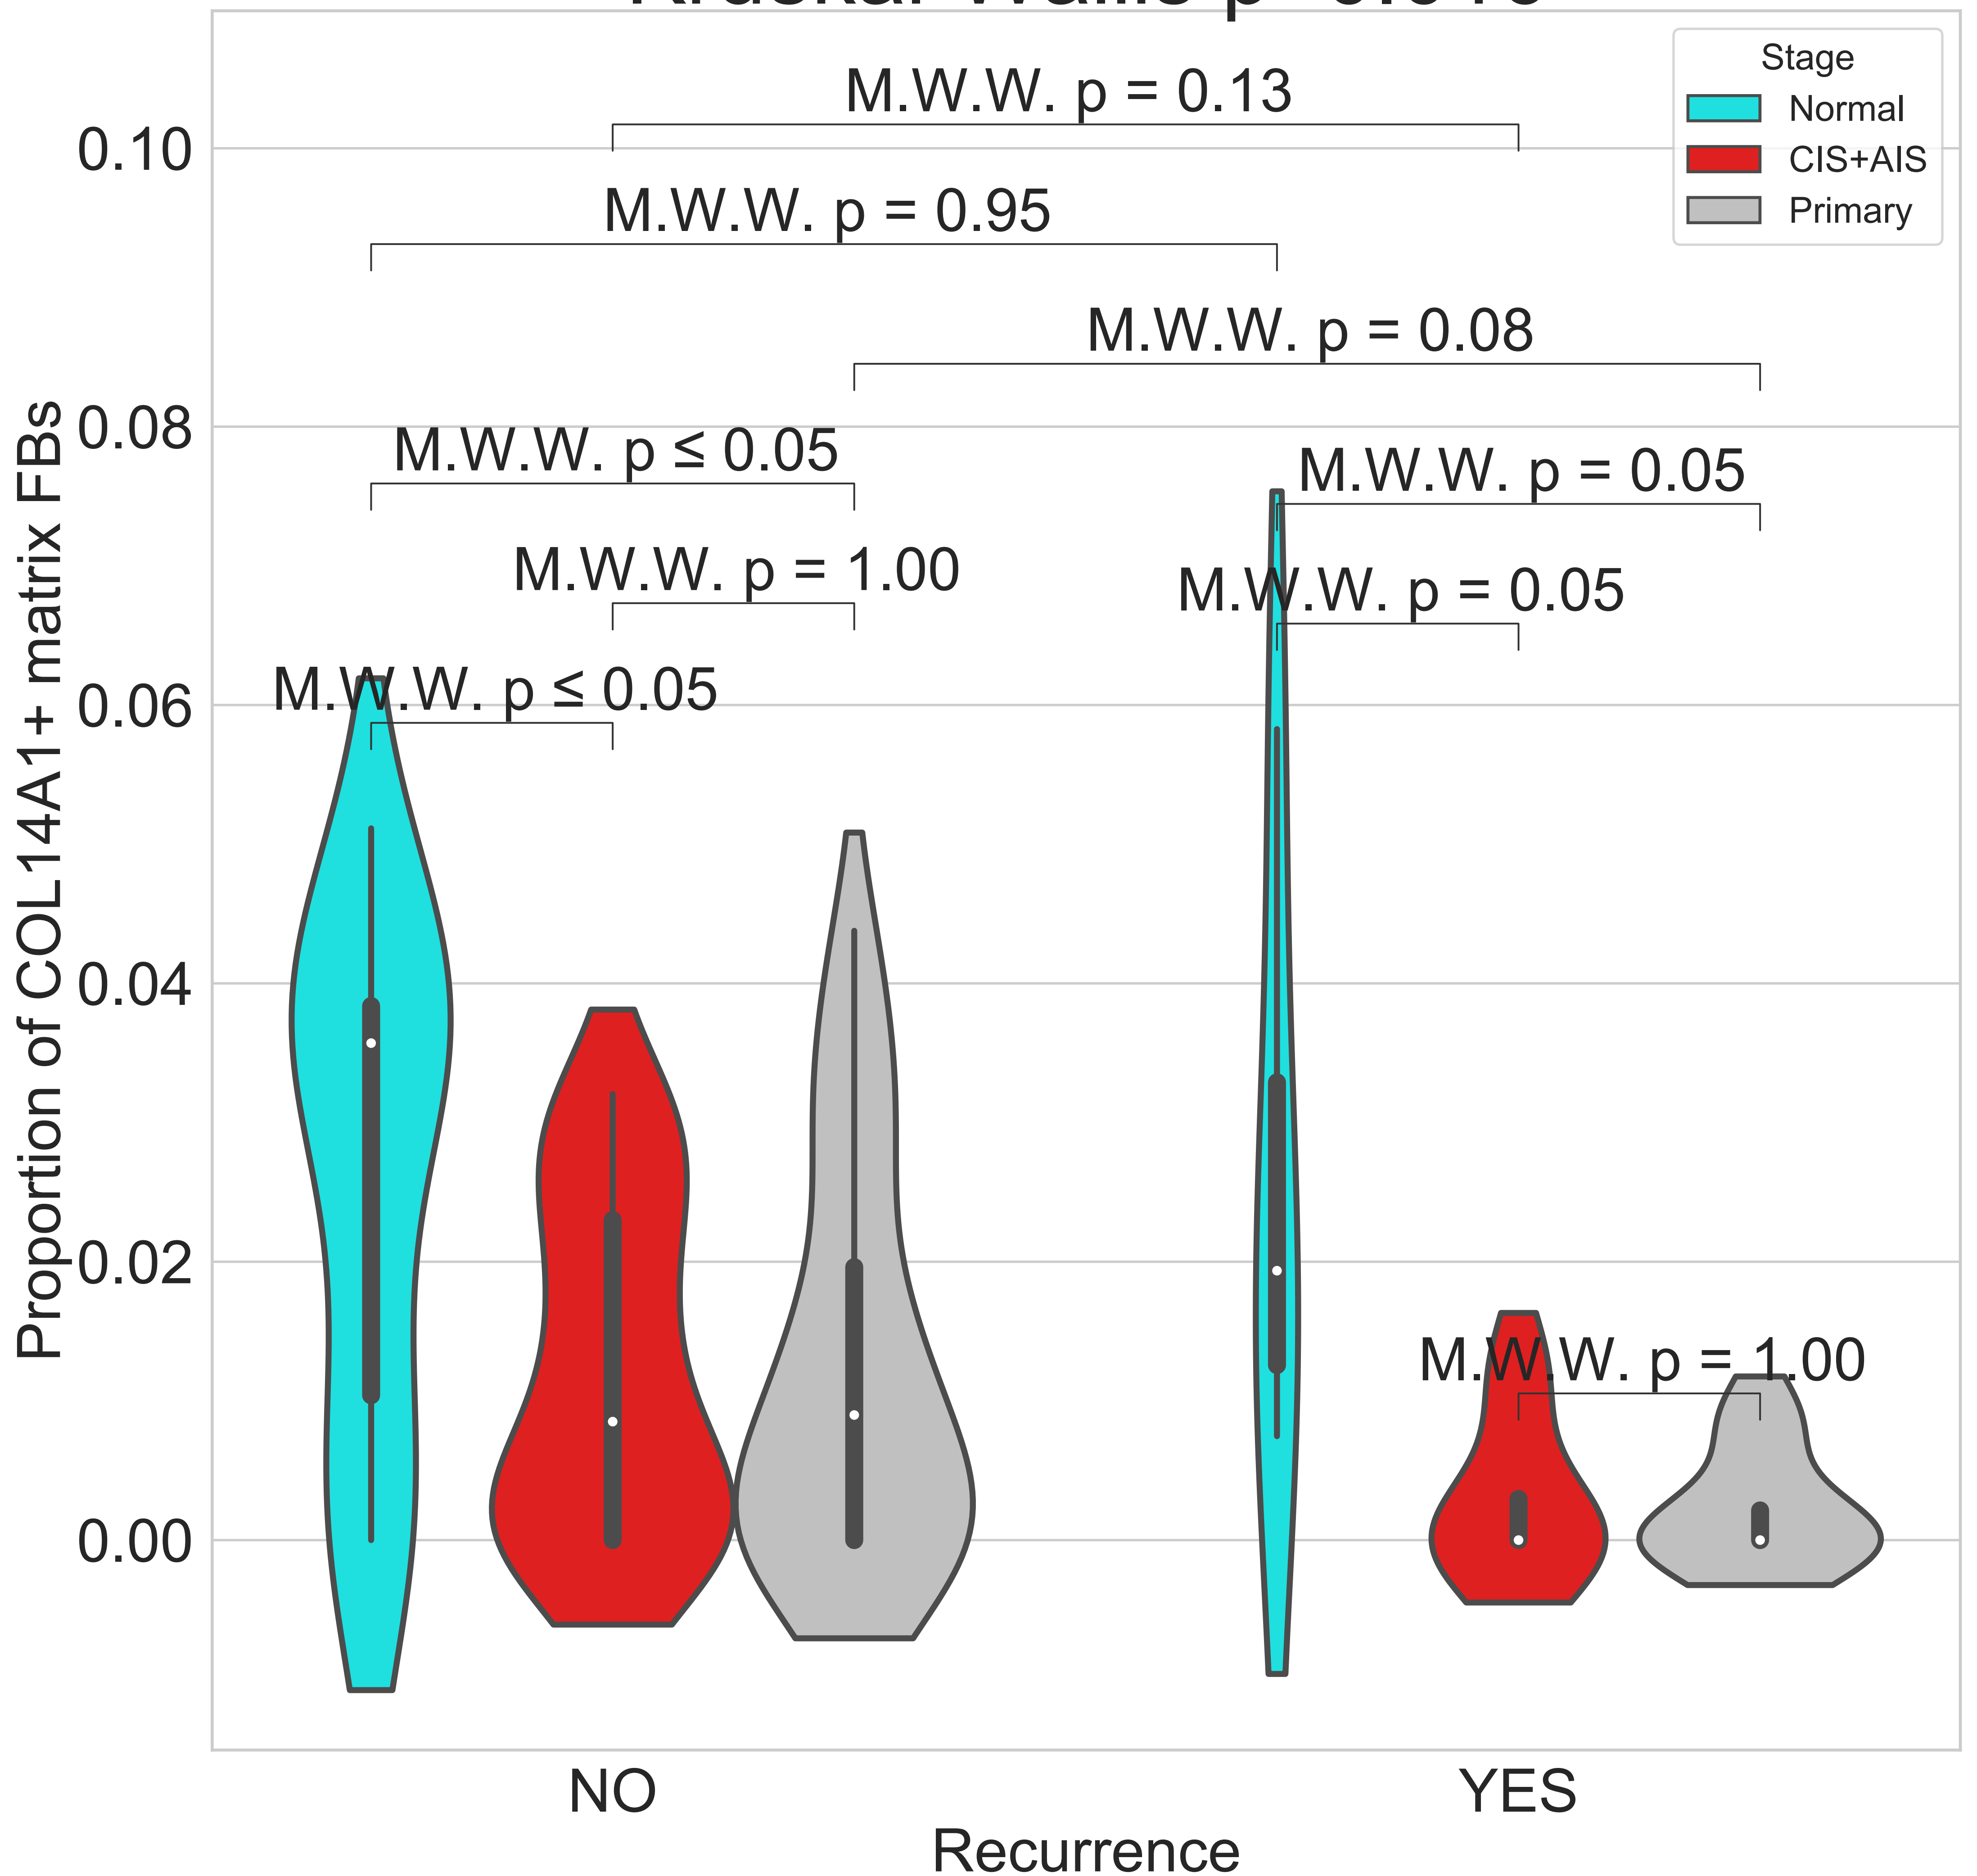 Stage
Normal
CIS+AIS
Primary
M.W.W. p = 0.13
M.W.W. p = 0.95
M.W.W. p = 0.08
M.W.W. p ≤ 0.05
M.W.W. p = 0.05
M.W.W. p = 1.00
M.W.W. p = 0.05
M.W.W. p ≤ 0.05
M.W.W. p = 1.00
Proportion of COL14A1+ matrix FBs
0.10
0.08
0.06
0.04
0.02
0.00
NO
YES
Recurrence